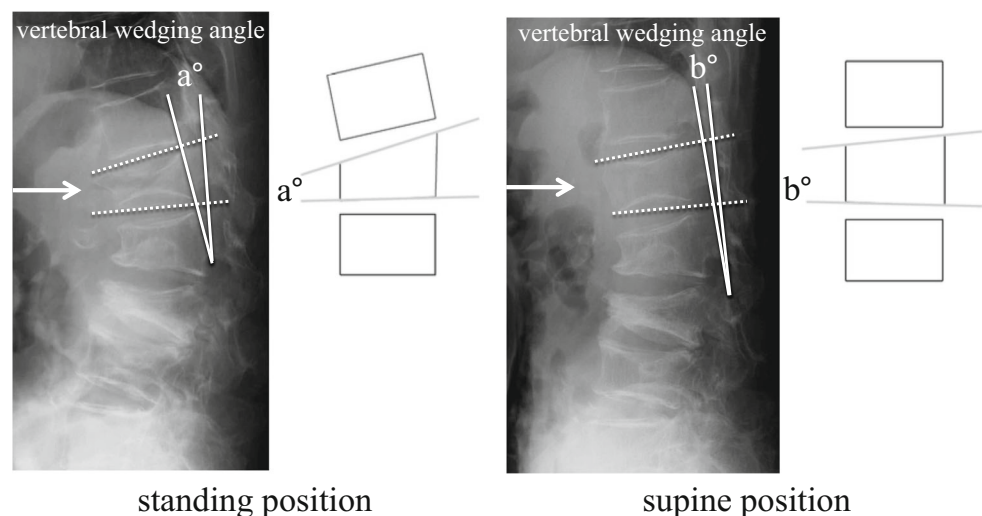 vertebral wedging angle
a°
a°
standing position
vertebral wedging angle
b°
b°
supine position